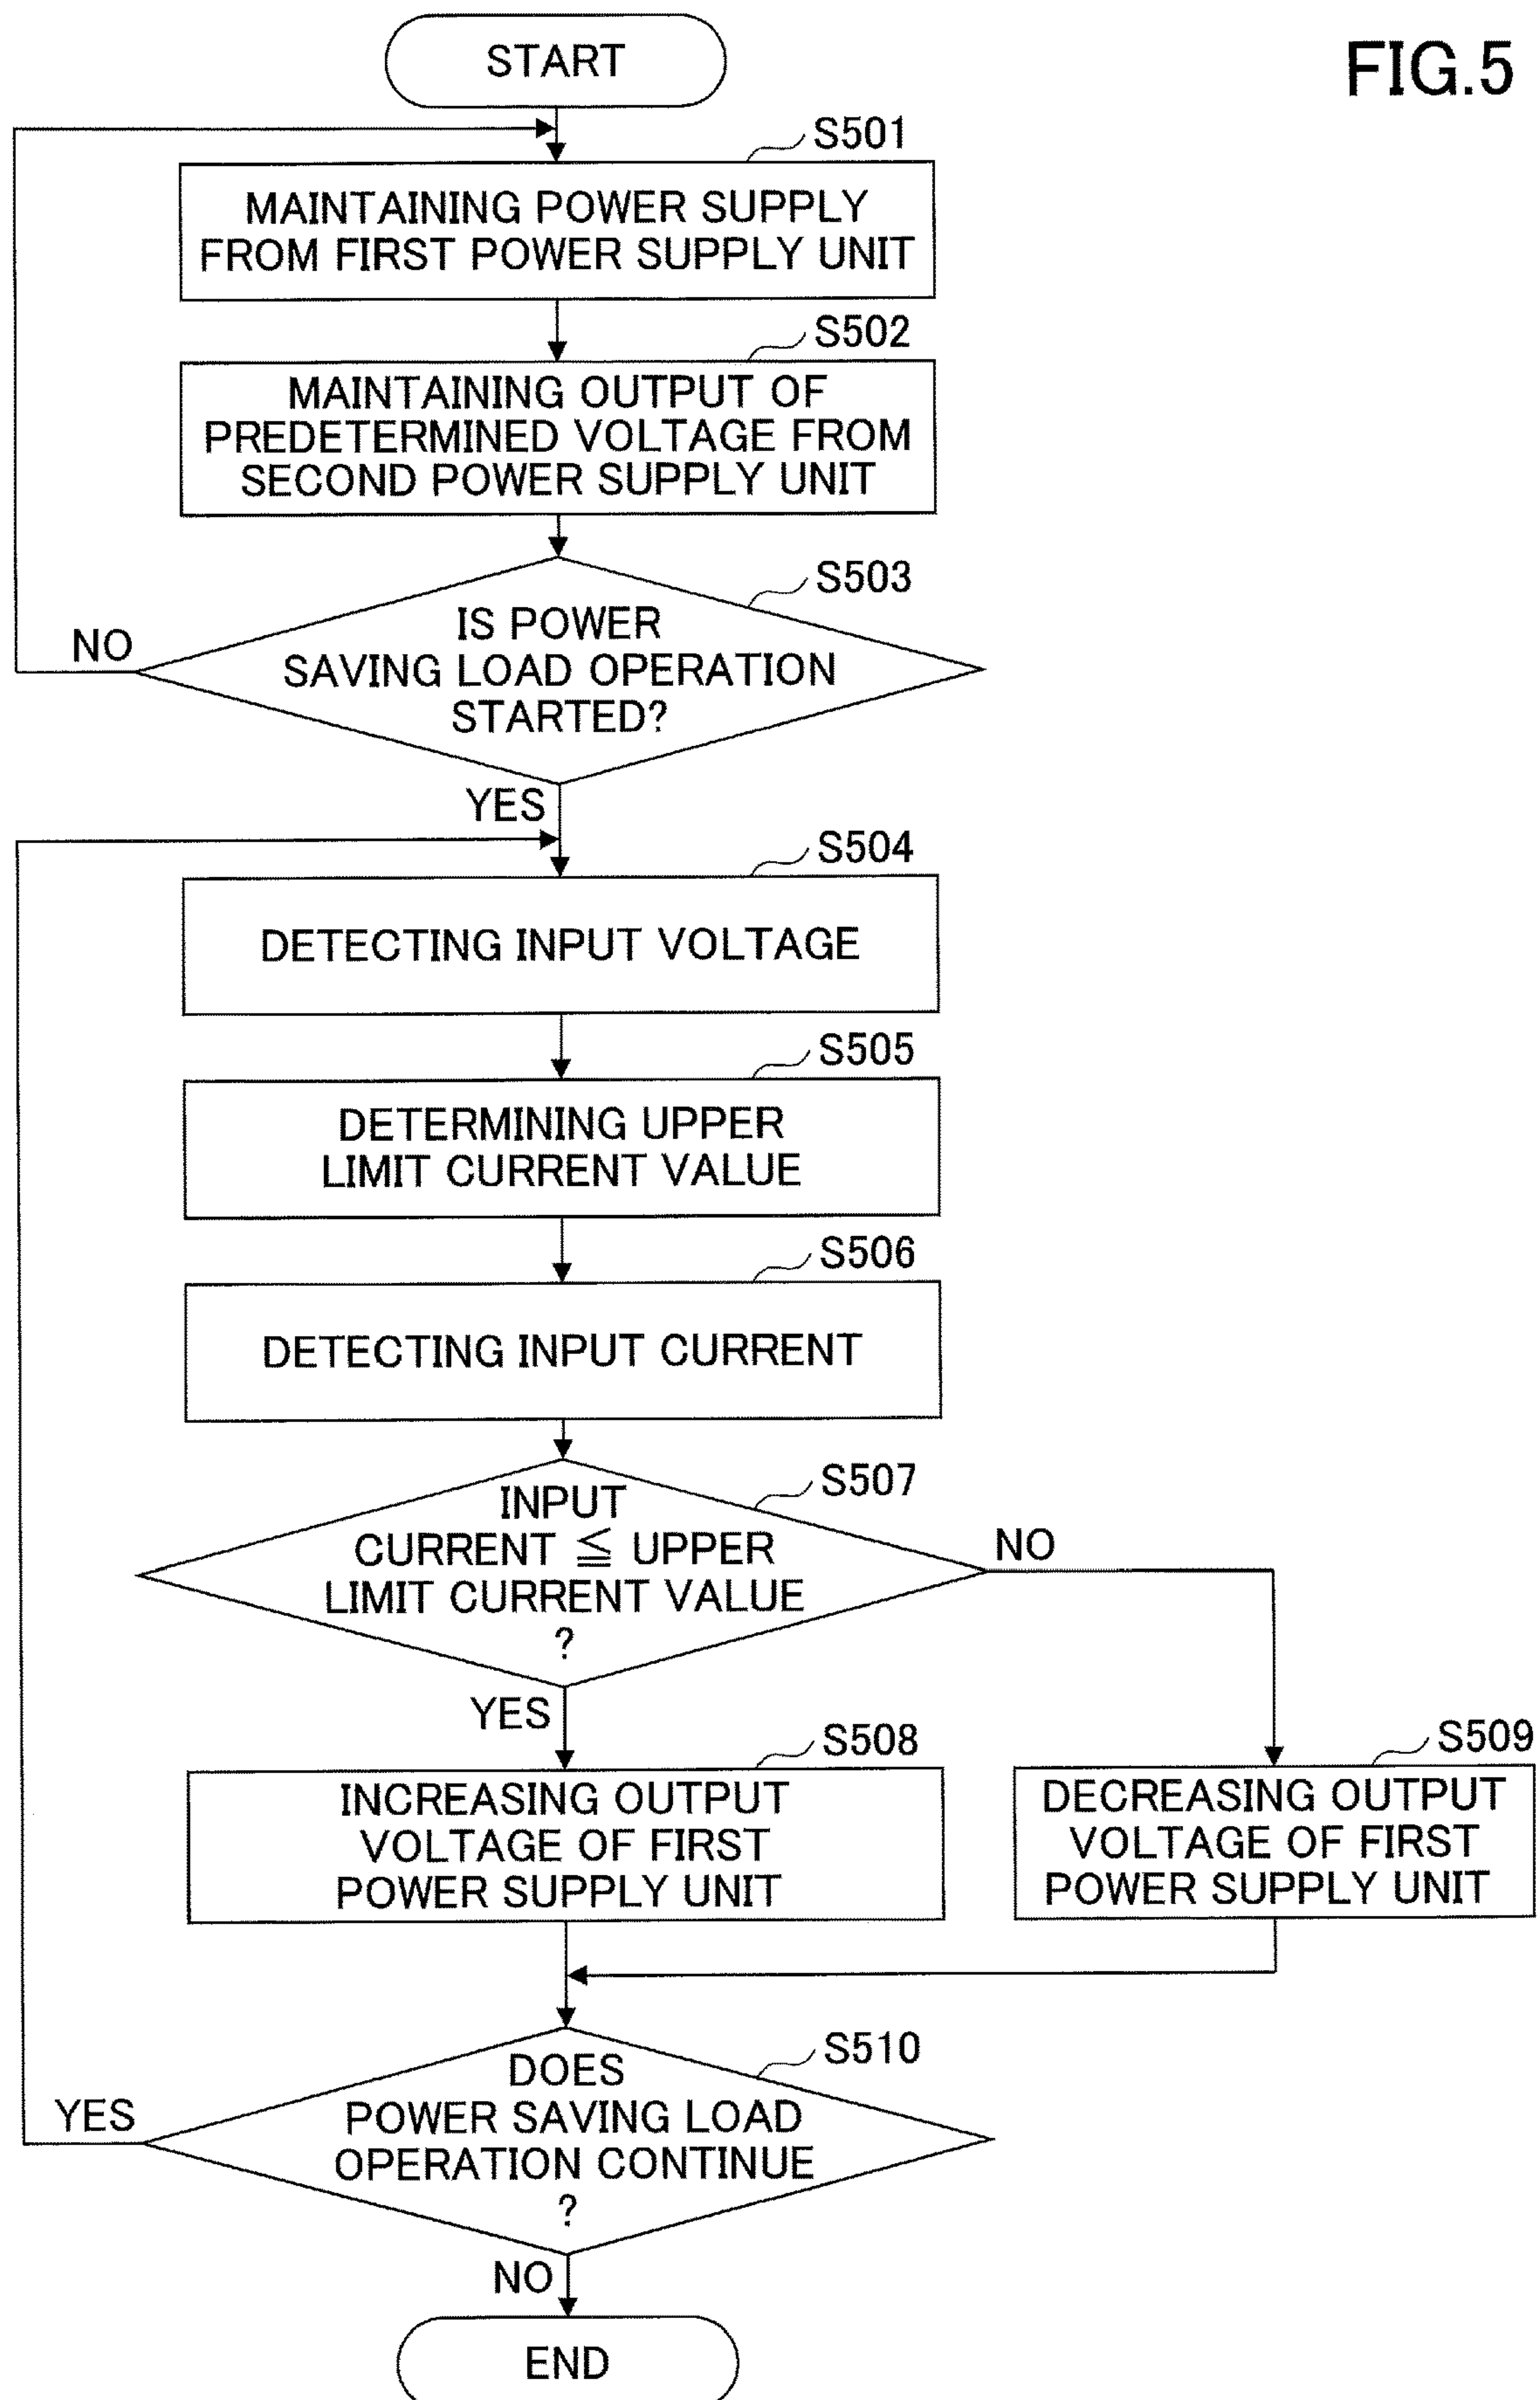 FIG.5
START
S501
MAINTAINING POWER SUPPLY
FROM FIRST POWER SUPPLY UNIT
S502
MAINTAINING OUTPUT OF
PREDETERMINED VOLTAGE FROM
SECOND POWER SUPPLY UNIT
S503
IS POWER
SAVING LOAD OPERATION
STARTED?
NO
YES
S504
DETECTING INPUT VOLTAGE
S505
DETERMINING UPPER
LIMIT CURRENT VALUE
S506
DETECTING INPUT CURRENT
S507
INPUT
CURRENT ≦ UPPER
LIMIT CURRENT VALUE
?
NO
YES
S508
INCREASING OUTPUT
VOLTAGE OF FIRST
POWER SUPPLY UNIT
S509
DECREASING OUTPUT
VOLTAGE OF FIRST
POWER SUPPLY UNIT
S510
DOES
POWER SAVING LOAD
OPERATION CONTINUE
?
YES
NO
END